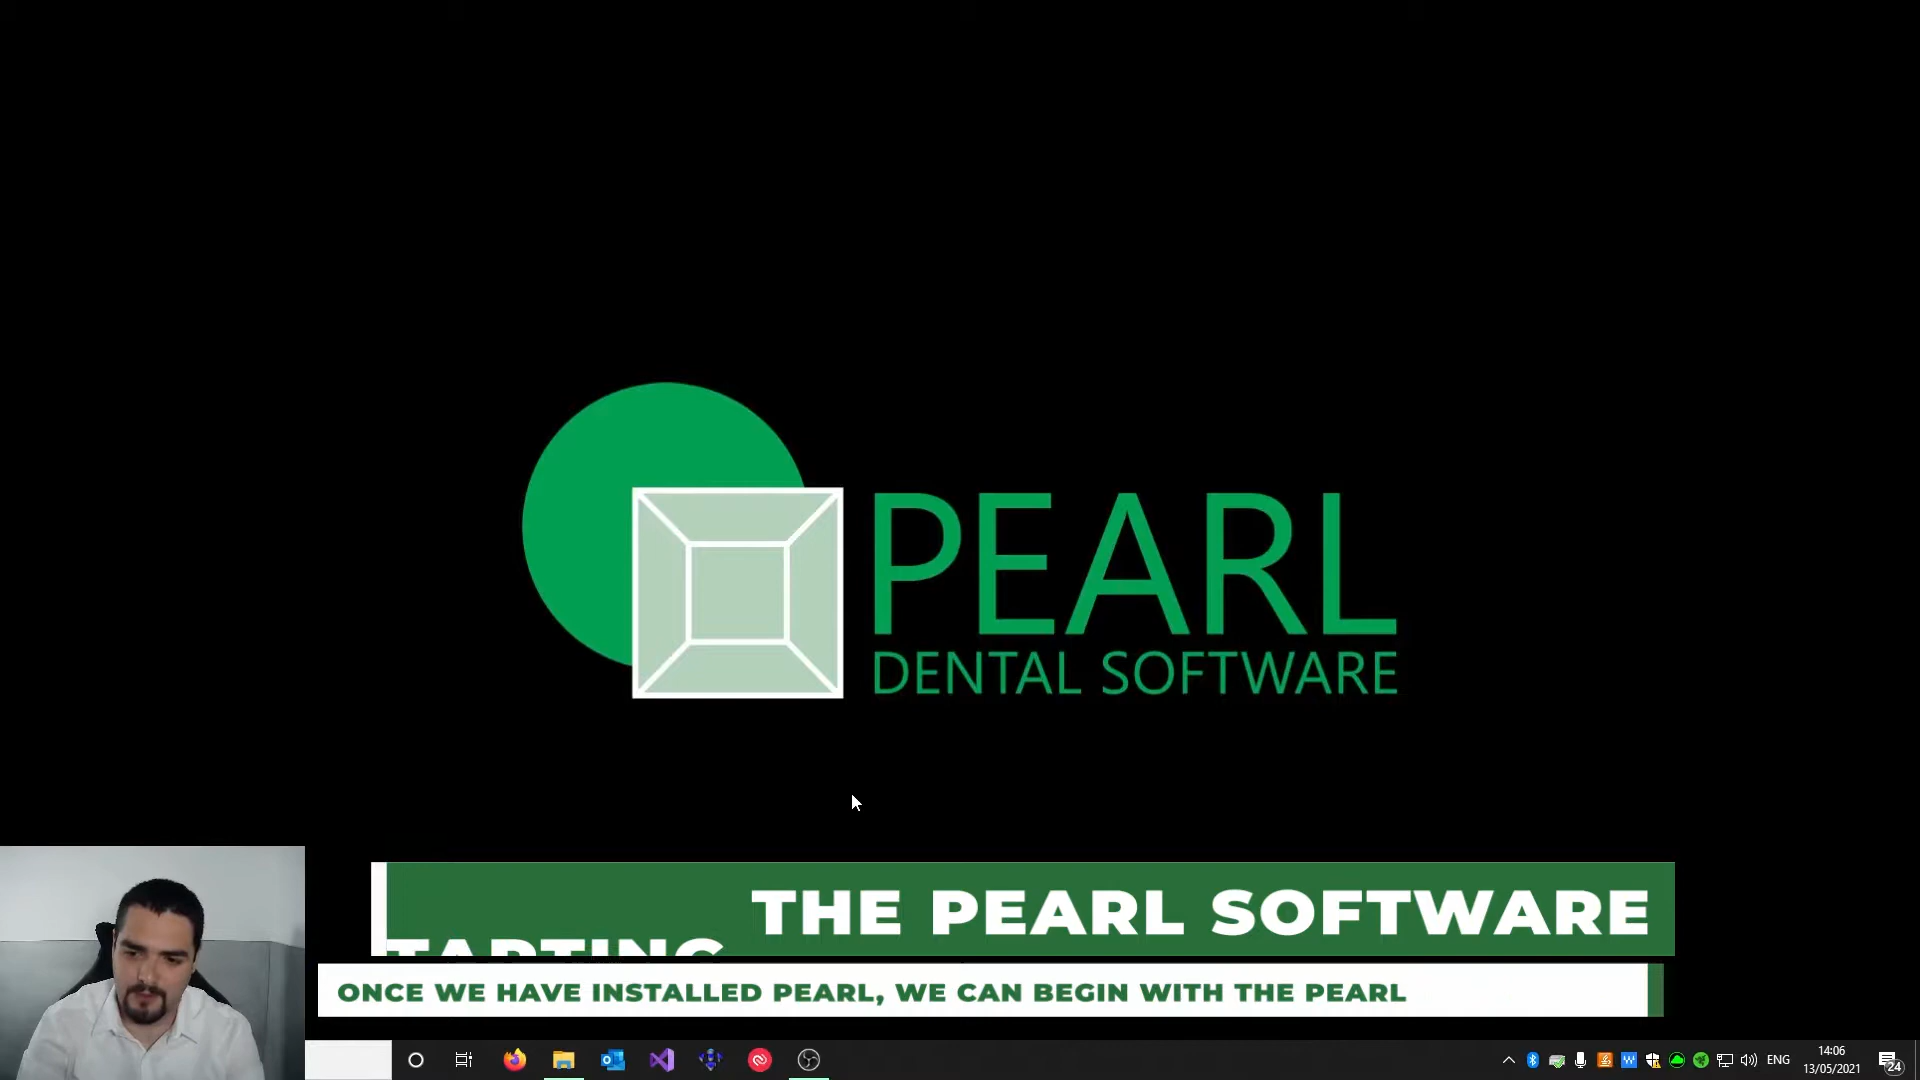 PEARL
DENTAL SOFTWARE
THE PEARL SOFTWARE
ONCE WE HAVE INSTALLED PEARL, WE CAN BEGIN WITH THE PEARL
ENG
14:06
13/05/2021
24